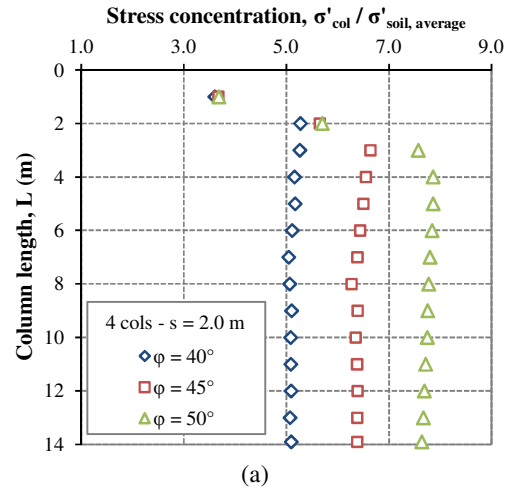 Stress concentration, σ'col / σ'soil, average
1.0 3.0 5.0 7.0 9.0
Column length, L (m)
0
2
4
6
8
10
12
14
4 cols - s = 2.0 m
φ = 40°
φ = 45°
φ = 50°
(a)